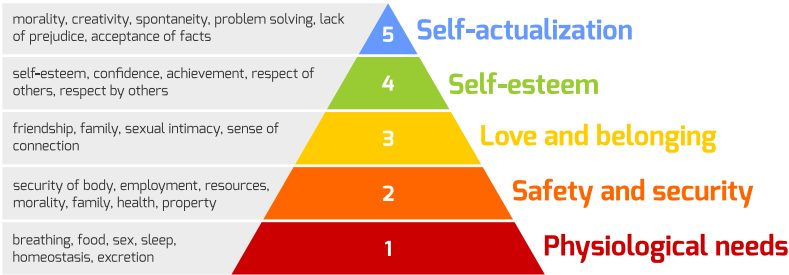 morality, creativity, spontaneity, problem solving, lack
of prejudice, acceptance of facts
5
Self-actualization
self-esteem, confidence, achievement, respect of
others, respect by others
4
Self-esteem
friendship, family, sexual intimacy, sense of
connection
3
Love and belonging
security of body, employment, resources,
morality, family, health, property
2
Safety and security
breathing, food, sex, sleep,
homeostasis, excretion
1
Physiological needs